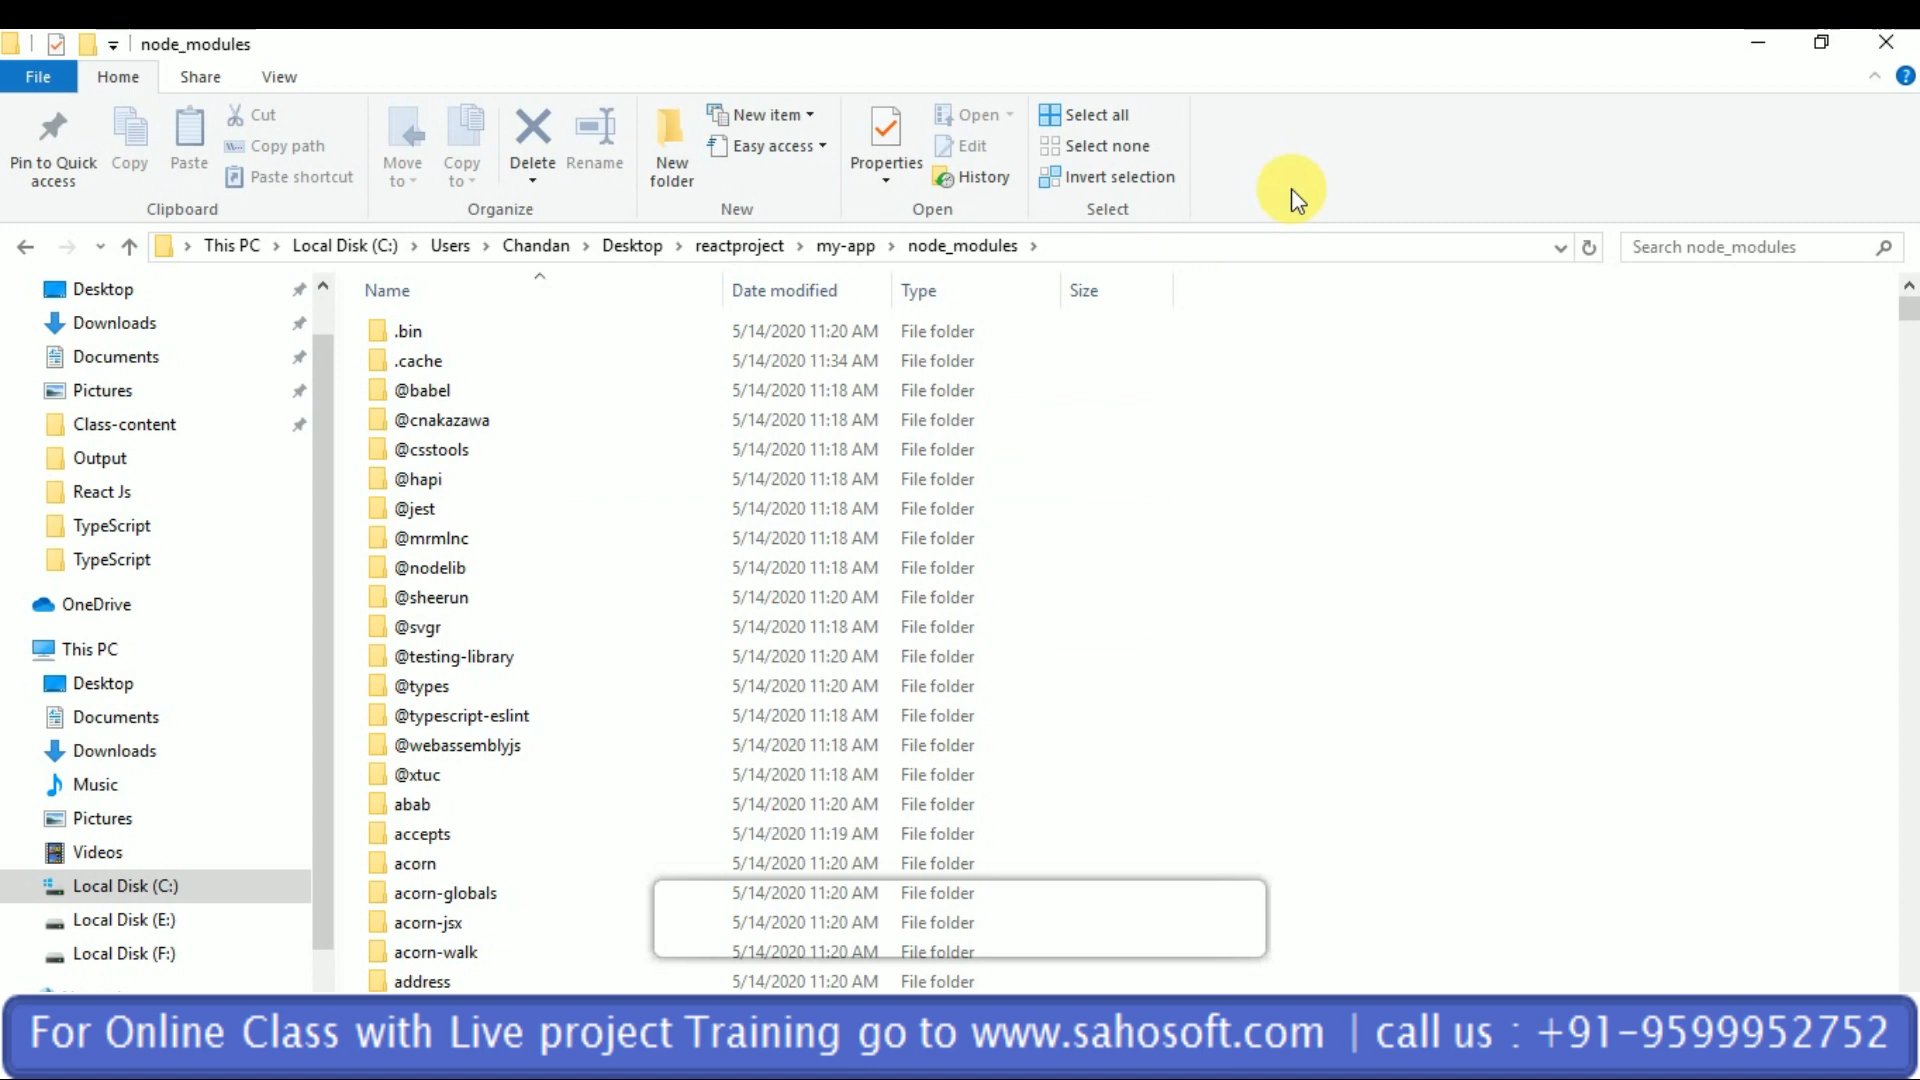 node_modules
File Home Share View
Pin to Quick access
Copy
Paste
Cut
Copy path
Paste shortcut
Clipboard
Move to
Copy to
Delete
Rename
Organize
New folder
New item
Easy access
New
Properties
Open
Edit
History
Open
Select all
Select none
Invert selection
Select
This PC > Local Disk (C:) > Users > Chandan > Desktop > reactproject > my-app > node_modules >
Search node_modules
Desktop
Downloads
Documents
Pictures
Class-content
Output
React Js
TypeScript
TypeScript
OneDrive
This PC
Desktop
Documents
Downloads
Music
Pictures
Videos
Local Disk (C:)
Local Disk (E:)
Local Disk (F:)
Name Date modified Type Size
.bin 5/14/2020 11:20 AM File folder
.cache 5/14/2020 11:34 AM File folder
@babel 5/14/2020 11:18 AM File folder
@cnakazawa 5/14/2020 11:18 AM File folder
@csstools 5/14/2020 11:18 AM File folder
@hapi 5/14/2020 11:18 AM File folder
@jest 5/14/2020 11:18 AM File folder
@mrmlnc 5/14/2020 11:18 AM File folder
@nodelib 5/14/2020 11:18 AM File folder
@sheerun 5/14/2020 11:20 AM File folder
@svgr 5/14/2020 11:18 AM File folder
@testing-library 5/14/2020 11:20 AM File folder
@types 5/14/2020 11:20 AM File folder
@typescript-eslint 5/14/2020 11:18 AM File folder
@webassemblyjs 5/14/2020 11:18 AM File folder
@xtuc 5/14/2020 11:18 AM File folder
abab 5/14/2020 11:20 AM File folder
accepts 5/14/2020 11:19 AM File folder
acorn 5/14/2020 11:20 AM File folder
acorn-globals 5/14/2020 11:20 AM File folder
acorn-jsx 5/14/2020 11:20 AM File folder
acorn-walk 5/14/2020 11:20 AM File folder
address 5/14/2020 11:20 AM File folder
For Online Class with Live project Training go to www.sahosoft.com | call us : +91-9599952752